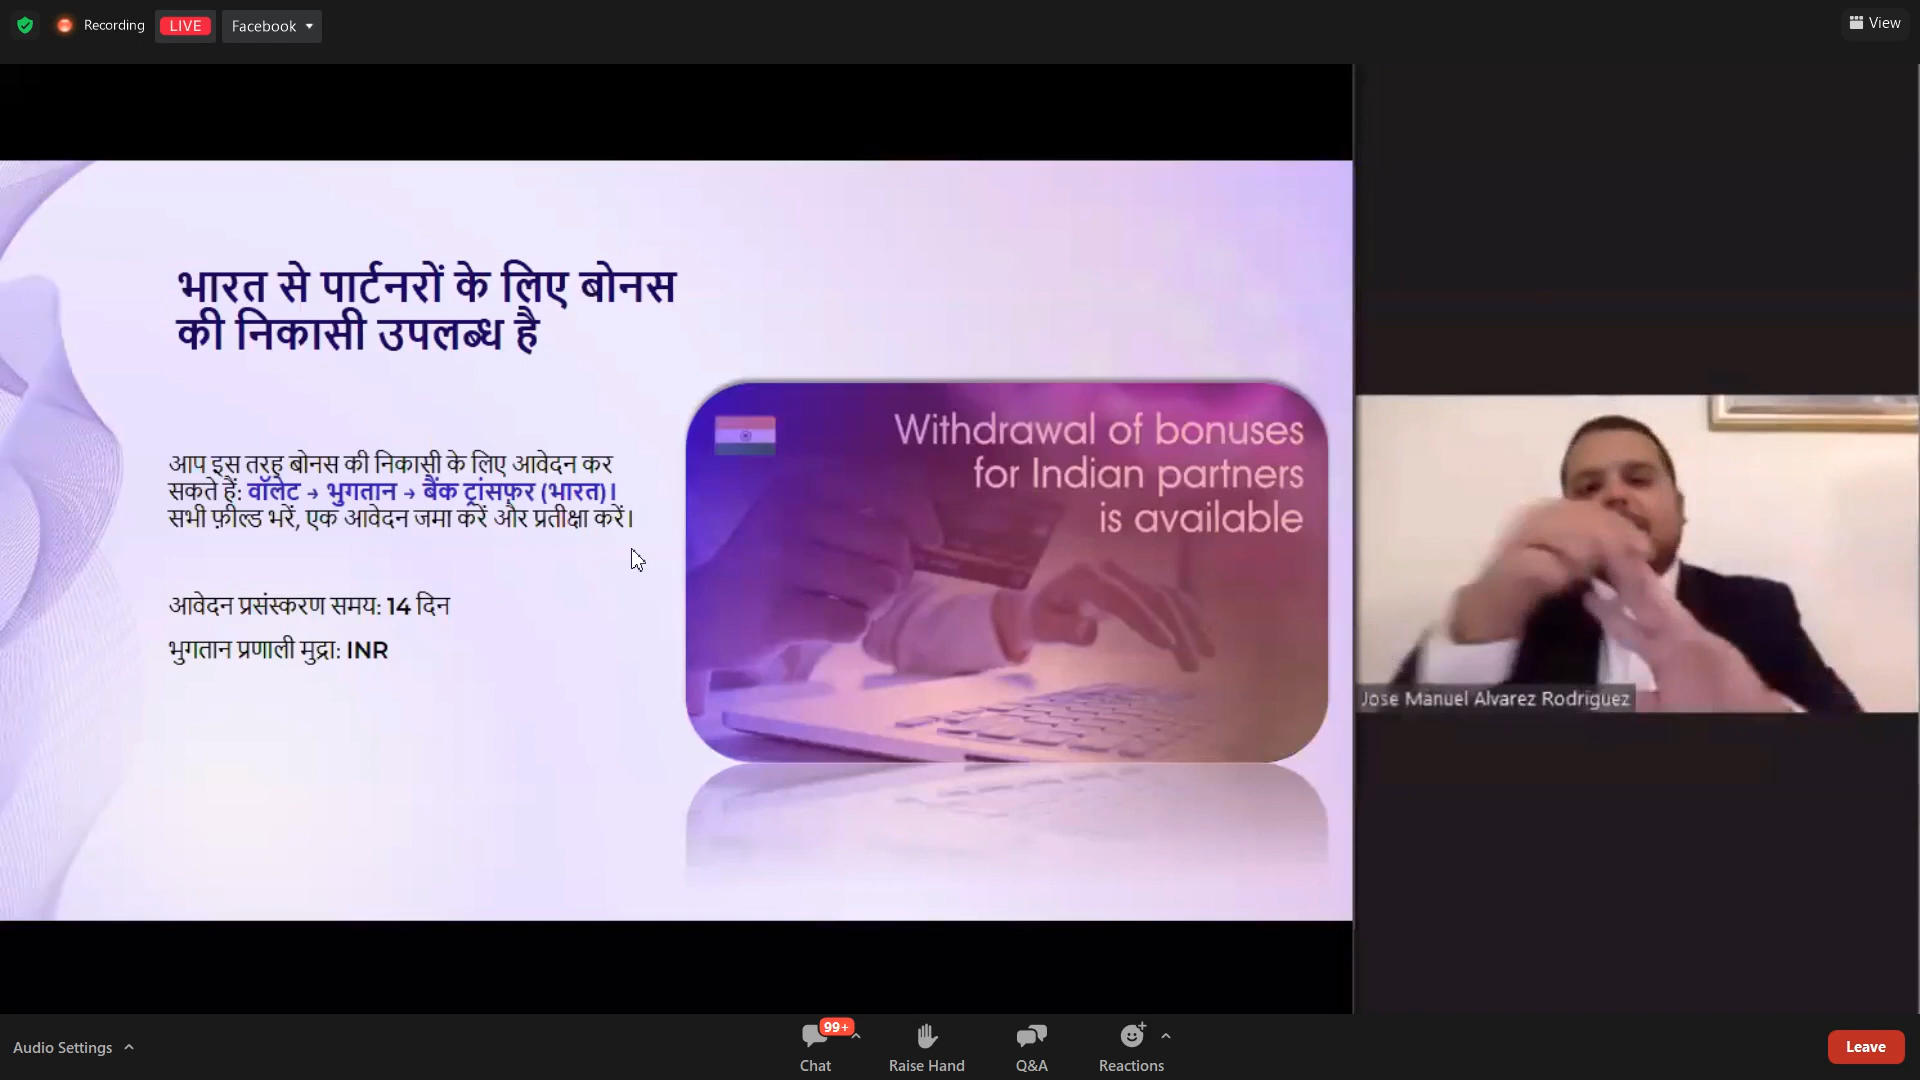 Recording
LIVE
Facebook
View
भारत से पार्टनरों के लिए बोनस
की निकासी उपलब्ध है
आप इस तरह बोनस की निकासी के लिए आवेदन कर
सकते हैं: वॉलेट → भुगतान → बैंक ट्रांसफ़र (भारत)।
सभी फ़ील्ड भरें, एक आवेदन जमा करें और प्रतीक्षा करें।
आवेदन प्रसंस्करण समय: 14 दिन
भुगतान प्रणाली मुद्रा: INR
Withdrawal of bonuses
for Indian partners
is available
Jose Manuel Alvarez Rodriguez
Audio Settings
99+
Chat
Raise Hand
Q&A
Reactions
Leave